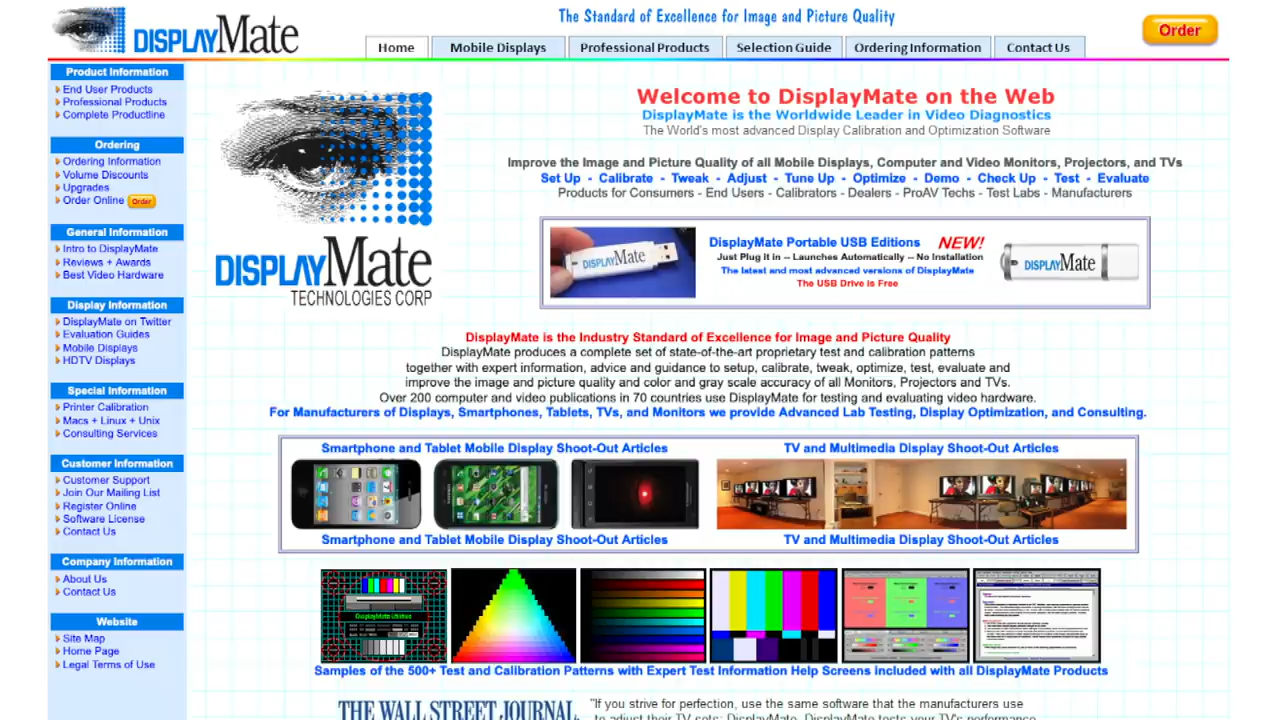 DISPLAYMate
The Standard of Excellence for Image and Picture Quality
Order
Home
Mobile Displays
Professional Products
Selection Guide
Ordering Information
Contact Us
Product Information
End User Products
Professional Products
Complete Productline
Ordering
Ordering Information
Volume Discounts
Upgrades
Order Online Order
General Information
Intro to DisplayMate
Reviews + Awards
Best Video Hardware
Display Information
DisplayMate on Twitter
Evaluation Guides
Mobile Displays
HDTV Displays
Special Information
Printer Calibration
Macs + Linux + Unix
Consulting Services
Customer Information
Customer Support
Join Our Mailing List
Register Online
Software License
Contact Us
Company Information
About Us
Contact Us
Website
Site Map
Home Page
Legal Terms of Use
DISPLAYMate
TECHNOLOGIES CORP
Welcome to DisplayMate on the Web
DisplayMate is the Worldwide Leader in Video Diagnostics
The World's most advanced Display Calibration and Optimization Software
Improve the Image and Picture Quality of all Mobile Displays, Computer and Video Monitors, Projectors, and TVs
Set Up - Calibrate - Tweak - Adjust - Tune Up - Optimize - Demo - Check Up - Test - Evaluate
Products for Consumers - End Users - Calibrators - Dealers - ProAV Techs - Test Labs - Manufacturers
DISPLAYMate
DisplayMate Portable USB Editions NEW!
Just Plug it in -- Launches Automatically -- No Installation
The latest and most advanced versions of DisplayMate
The USB Drive is Free
DISPLAYMate
DisplayMate is the Industry Standard of Excellence for Image and Picture Quality
DisplayMate produces a complete set of state-of-the-art proprietary test and calibration patterns
together with expert information, advice and guidance to setup, calibrate, tweak, optimize, test, evaluate and
improve the image and picture quality and color and gray scale accuracy of all Monitors, Projectors and TVs.
Over 200 computer and video publications in 70 countries use DisplayMate for testing and evaluating video hardware.
For Manufacturers of Displays, Smartphones, Tablets, TVs, and Monitors we provide Advanced Lab Testing, Display Optimization, and Consulting.
Smartphone and Tablet Mobile Display Shoot-Out Articles
TV and Multimedia Display Shoot-Out Articles
Smartphone and Tablet Mobile Display Shoot-Out Articles
TV and Multimedia Display Shoot-Out Articles
Samples of the 500+ Test and Calibration Patterns with Expert Test Information Help Screens included with all DisplayMate Products
THE WALL STREET JOURNAL.
"If you strive for perfection, use the same software that the manufacturers use
to adjust their TV sets: DisplayMate. DisplayMate tests your TV's performance